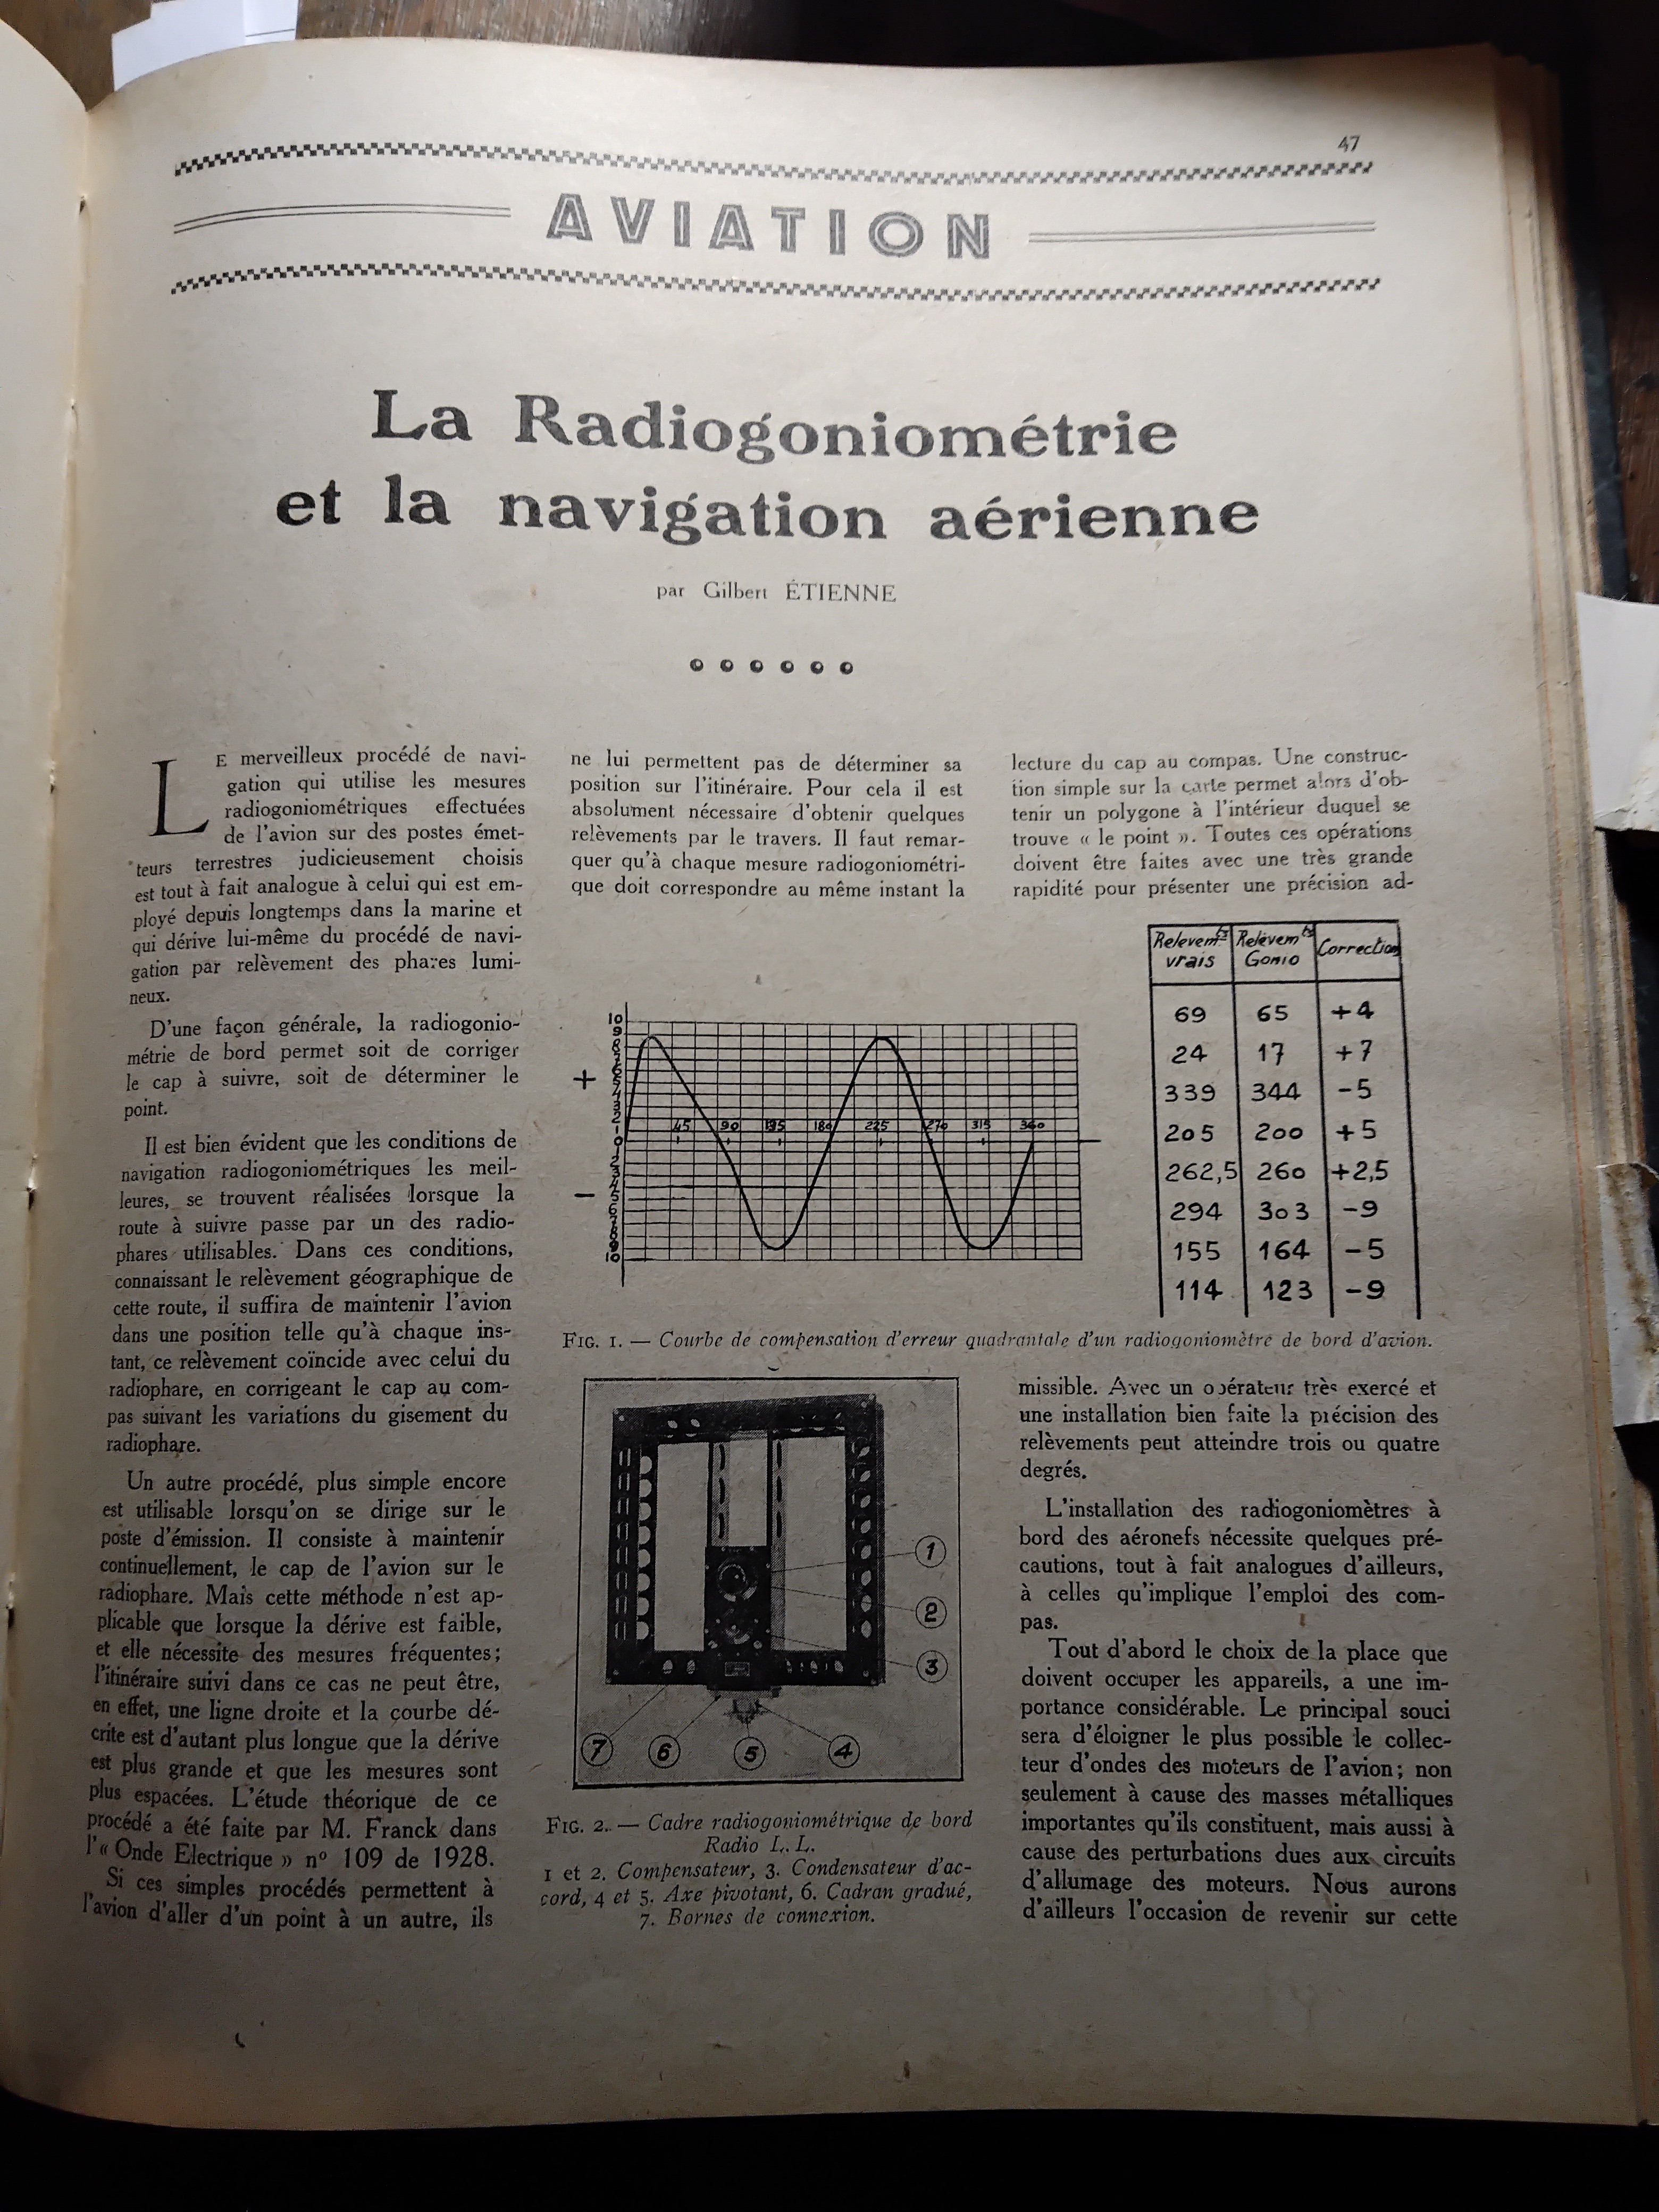 47
AVIATION
La Radiogoniométrie
et la navigation aérienne
par Gilbert ÉTIENNE
LE merveilleux procédé de navi-
gation qui utilise les mesures
radiogoniométriques effectuées
de l'avion sur des postes émet-
teurs terrestres judicieusement choisis
est tout à fait analogue à celui qui est em-
ployé depuis longtemps dans la marine et
qui dérive lui-même du procédé de navi-
gation par relèvement des phares lumi-
neux.
D'une façon générale, la radiogonio-
métrie de bord permet soit de corriger
le cap à suivre, soit de déterminer le
point.
Il est bien évident que les conditions de
navigation radiogoniométriques les meil-
leures, se trouvent réalisées lorsque la
route à suivre passe par un des radio-
phares utilisables. Dans ces conditions,
connaissant le relèvement géographique de
cette route, il suffira de maintenir l'avion
dans une position telle qu'à chaque ins-
tant, ce relèvement coïncide avec celui du
radiophare, en corrigeant le cap au com-
pas suivant les variations du gisement du
radiophare.
Un autre procédé, plus simple encore
est utilisable lorsqu'on se dirige sur le
poste d'émission. Il consiste à maintenir
continuellement, le cap de l'avion sur le
radiophare. Mais cette méthode n'est ap-
plicable que lorsque la dérive est faible,
et elle nécessite des mesures fréquentes;
l'itinéraire suivi dans ce cas ne peut être,
en effet, une ligne droite et la courbe dé-
crite est d'autant plus longue que la dérive
est plus grande et que les mesures sont
plus espacées. L'étude théorique de ce
procédé a été faite par M. Franck dans
l'« Onde Electrique » nº 109 de 1928.
Si ces simples procédés permettent à
l'avion d'aller d'un point à un autre, ils
ne lui permettent pas de déterminer sa
position sur l'itinéraire. Pour cela il est
absolument nécessaire d'obtenir quelques
relèvements par le travers. Il faut remar-
quer qu'à chaque mesure radiogoniométri-
que doit correspondre au même instant la
lecture du cap au compas. Une construc-
tion simple sur la carte permet alors d'ob-
tenir un polygone à l'intérieur duquel se
trouve « le point ». Toutes ces opérations
doivent être faites avec une très grande
rapidité pour présenter une précision ad-
10
9
8
7
6
5
4
3
2
1
0
1
2
3
4
5
6
7
8
9
10
+
−
45 90 135 180 225 270 315 360
Relevemts vrais Relèvemts Gonio Correction
69 65 +4
24 17 +7
339 344 -5
205 200 +5
262,5 260 +2,5
294 303 -9
155 164 -5
114 123 -9
FIG. 1. — Courbe de compensation d'erreur quadrantale d'un radiogoniomètre de bord d'avion.
1
2
3
7 6 5 4
FIG. 2. — Cadre radiogoniométrique de bord
Radio L. L.
1 et 2. Compensateur, 3. Condensateur d'ac-
cord, 4 et 5. Axe pivotant, 6. Cadran gradué,
7. Bornes de connexion.
missible. Avec un opérateur très exercé et
une installation bien faite la précision des
relèvements peut atteindre trois ou quatre
degrés.
L'installation des radiogoniomètres à
bord des aéronefs nécessite quelques pré-
cautions, tout à fait analogues d'ailleurs,
à celles qu'implique l'emploi des com-
pas.
Tout d'abord le choix de la place que
doivent occuper les appareils, a une im-
portance considérable. Le principal souci
sera d'éloigner le plus possible le collec-
teur d'ondes des moteurs de l'avion; non
seulement à cause des masses métalliques
importantes qu'ils constituent, mais aussi à
cause des perturbations dues aux circuits
d'allumage des moteurs. Nous aurons
d'ailleurs l'occasion de revenir sur cette